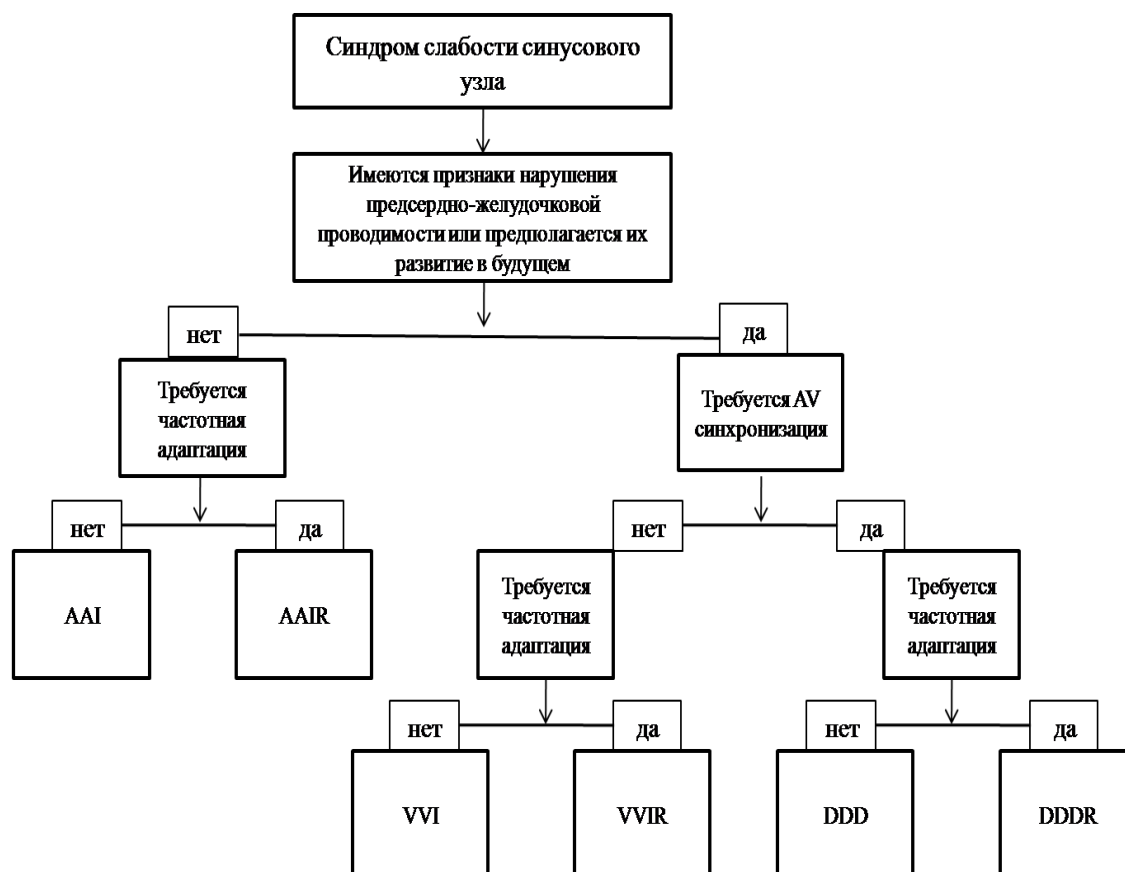 Синдром слабости синусового
узла
Имеются признаки нарушения
предсердно-желудочковой
проводимости или предполагается их
развитие в будущем
нет
да
Требуется
частотная
адаптация
Требуется AV
синхронизация
нет
да
нет
да
AAI
AAIR
Требуется
частотная
адаптация
Требуется
частотная
адаптация
нет
да
нет
да
VVI
VVIR
DDD
DDDR